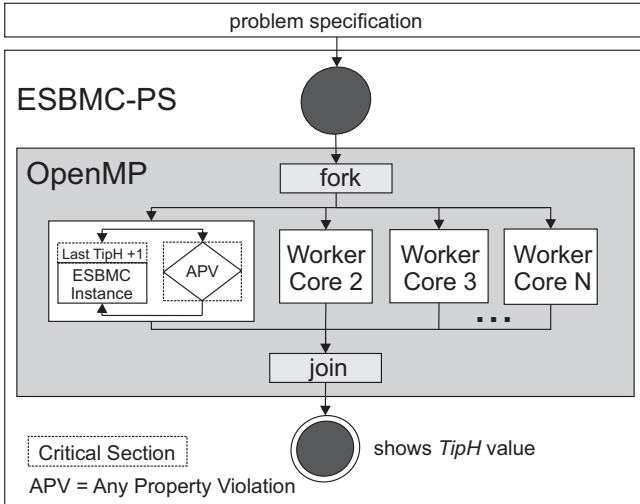 problem specification
ESBMC-PS
OpenMP
fork
Last TipH +1
ESBMC
Instance
APV
Worker
Core 2
Worker
Core 3
Worker
Core N
...
join
shows TipH value
Critical Section
APV = Any Property Violation